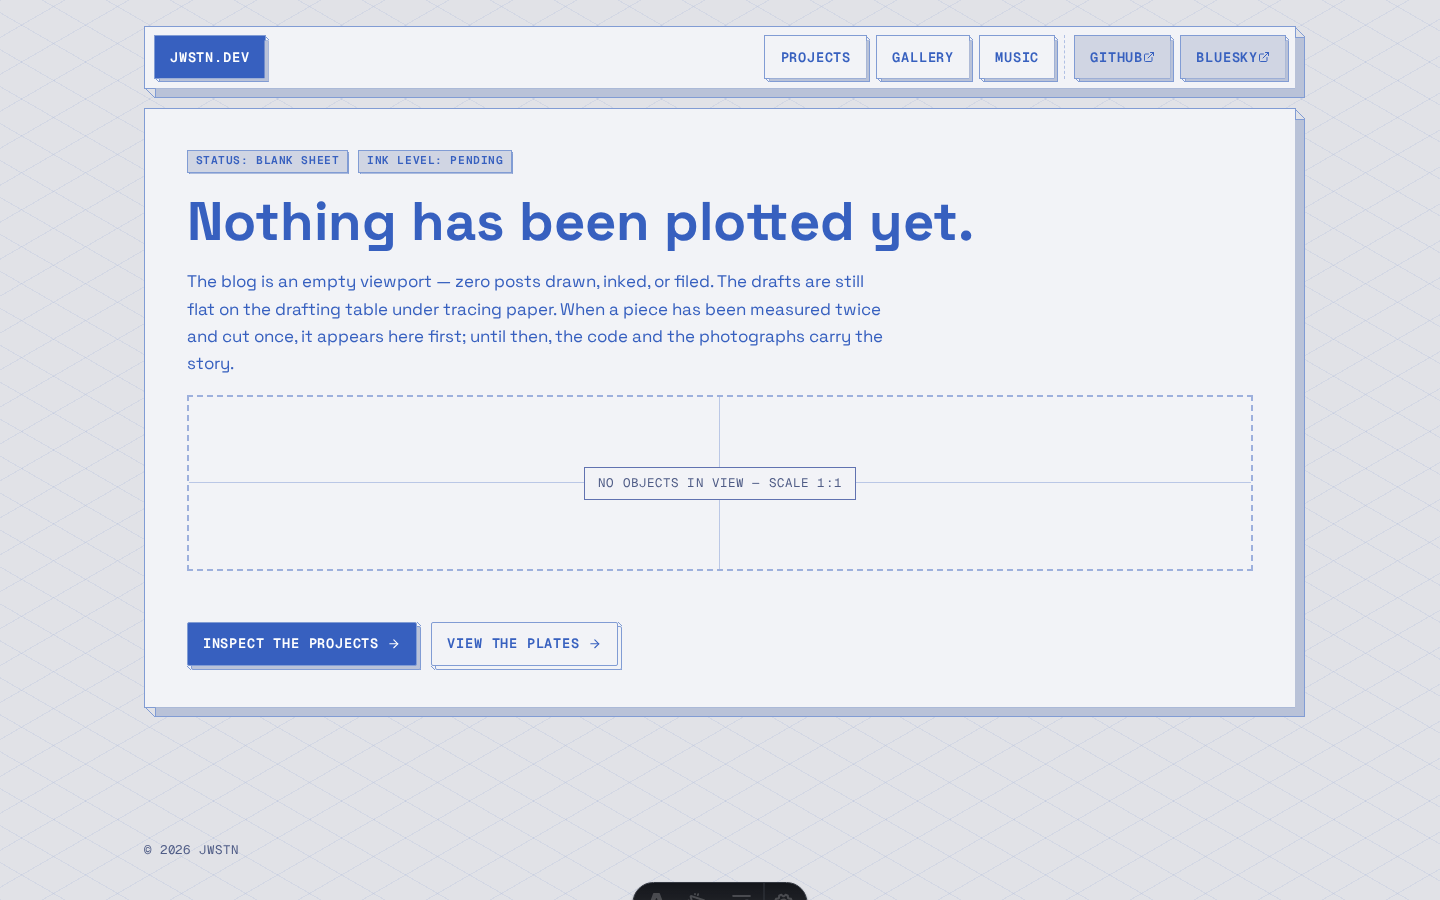 JWSTN.DEV
PROJECTS
GALLERY
MUSIC
GITHUB
BLUESKY
STATUS: BLANK SHEET
INK LEVEL: PENDING
Nothing has been plotted yet.
The blog is an empty viewport — zero posts drawn, inked, or filed. The drafts are still
flat on the drafting table under tracing paper. When a piece has been measured twice
and cut once, it appears here first; until then, the code and the photographs carry the
story.
NO OBJECTS IN VIEW — SCALE 1:1
INSPECT THE PROJECTS →
VIEW THE PLATES →
© 2026 JWSTN